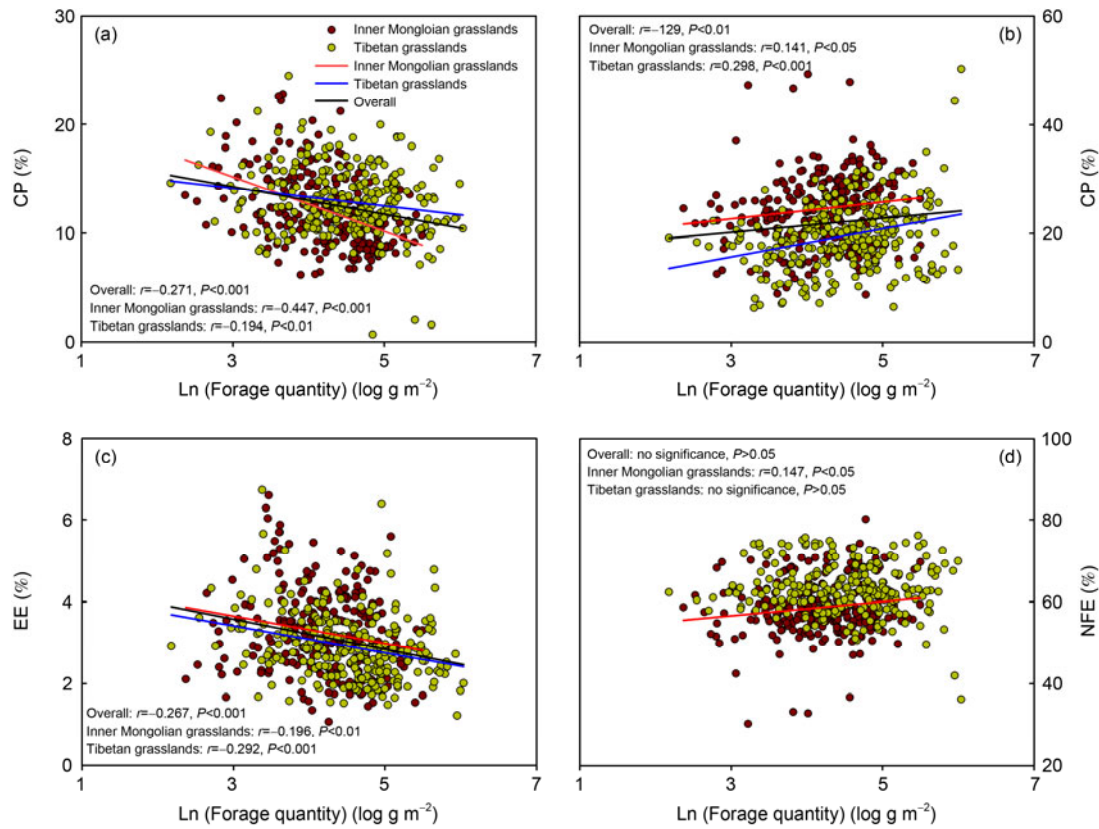 (a)
Inner Mongloian grasslands
Tibetan grasslands
Inner Mongolian grasslands
Tibetan grasslands
Overall
Overall: r=−0.271, P<0.001
Inner Mongolian grasslands: r=−0.447, P<0.001
Tibetan grasslands: r=−0.194, P<0.01
CP (%)
30
20
10
0
1 3 5 7
Ln (Forage quantity) (log g m⁻²)
Overall: r=−129, P<0.01
(b)
Inner Mongolian grasslands: r=0.141, P<0.05
Tibetan grasslands: r=0.298, P<0.001
CP (%)
60
40
20
0
1 3 5 7
Ln (Forage quantity) (log g m⁻²)
(c)
Overall: r=−0.267, P<0.001
Inner Mongolian grasslands: r=−0.196, P<0.01
Tibetan grasslands: r=−0.292, P<0.001
EE (%)
8
6
4
2
0
1 3 5 7
Ln (Forage quantity) (log g m⁻²)
Overall: no significance, P>0.05
(d)
Inner Mongolian grasslands: r=0.147, P<0.05
Tibetan grasslands: no significance, P>0.05
NFE (%)
100
80
60
40
20
1 3 5 7
Ln (Forage quantity) (log g m⁻²)